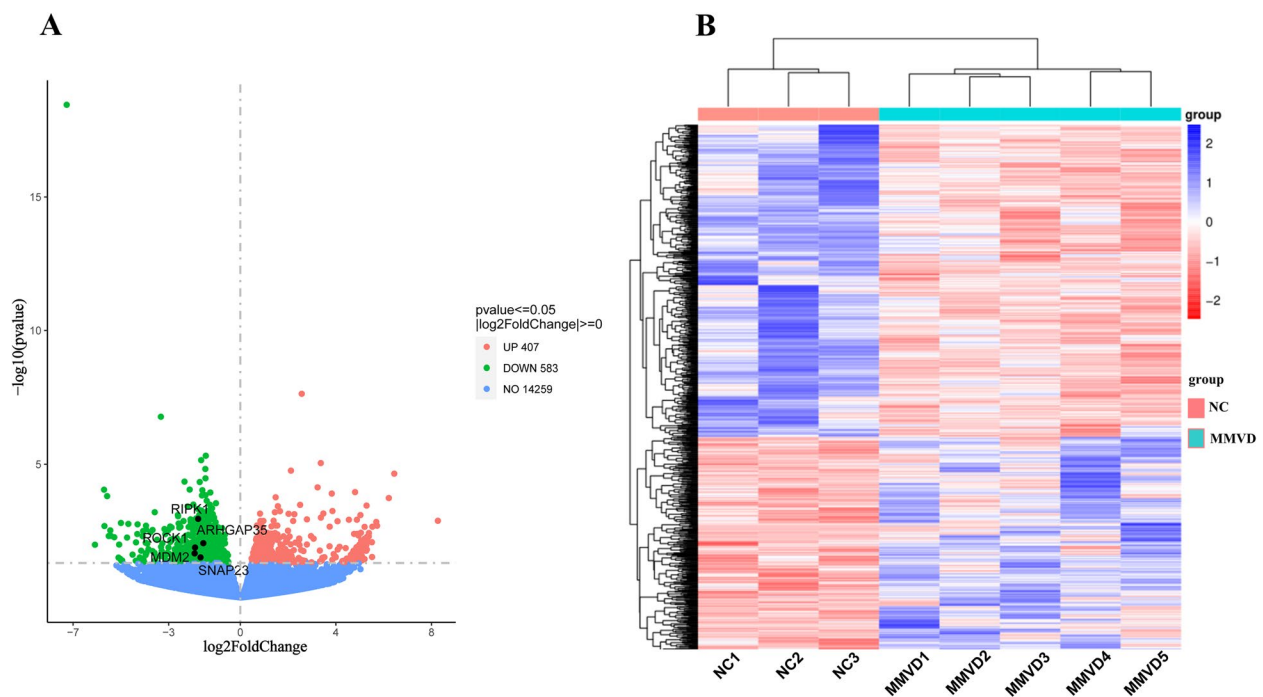 A
−log10(pvalue)
15
10
5
RIPK1
ARHGAP35
ROCK1
MDM2
SNAP23
-7
-3
0
4
8
log2FoldChange
pvalue<=0.05
|log2FoldChange|>=0
UP 407
DOWN 583
NO 14259
B
group
2
1
0
−1
−2
group
NC
MMVD
NC1
NC2
NC3
MMVD1
MMVD2
MMVD3
MMVD4
MMVD5